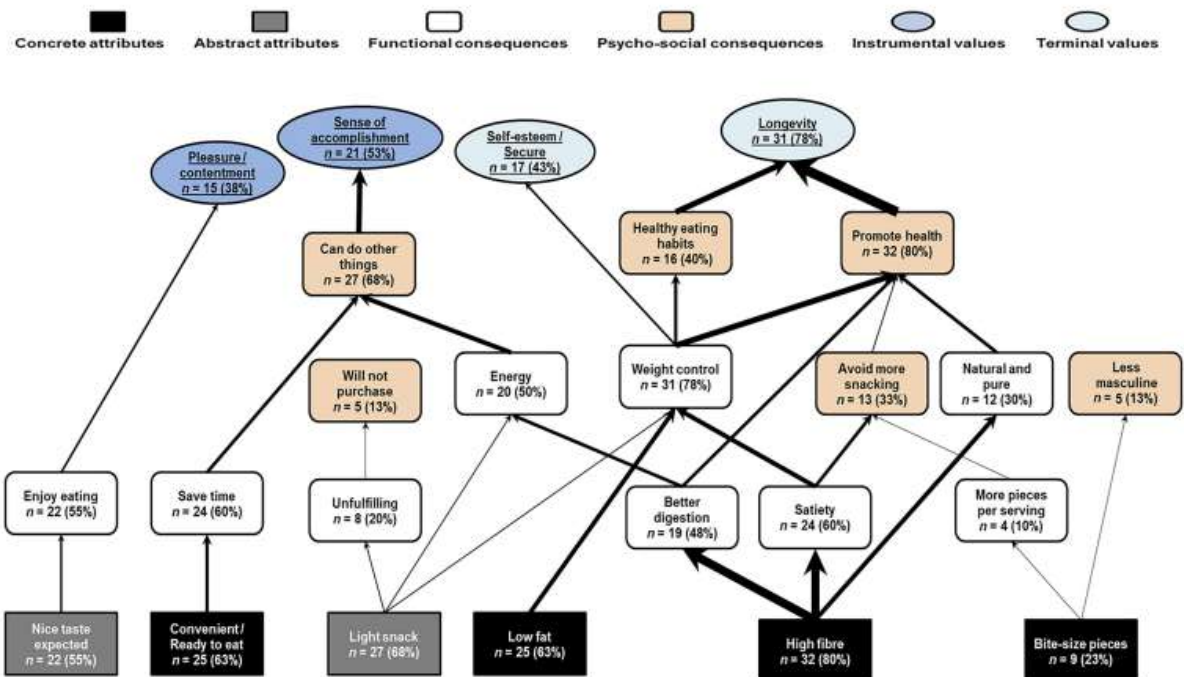 Concrete attributes
Abstract attributes
Functional consequences
Psycho-social consequences
Instrumental values
Terminal values
Sense of
accomplishment
n = 21 (53%)
Longevity
n = 31 (78%)
Self-esteem /
Secure
n = 17 (43%)
Pleasure /
contentment
n = 15 (38%)
Can do other
things
n = 27 (68%)
Healthy eating
habits
n = 16 (40%)
Promote health
n = 32 (80%)
Will not
purchase
n = 5 (13%)
Energy
n = 20 (50%)
Weight control
n = 31 (78%)
Avoid more
snacking
n = 13 (33%)
Natural and
pure
n = 12 (30%)
Less
masculine
n = 5 (13%)
Enjoy eating
n = 22 (55%)
Save time
n = 24 (60%)
Unfulfilling
n = 8 (20%)
Better
digestion
n = 19 (48%)
Satiety
n = 24 (60%)
More pieces
per serving
n = 4 (10%)
Nice taste
expected
n = 22 (55%)
Convenient /
Ready to eat
n = 25 (63%)
Light snack
n = 27 (68%)
Low fat
n = 25 (63%)
High fibre
n = 32 (80%)
Bite-size pieces
n = 9 (23%)